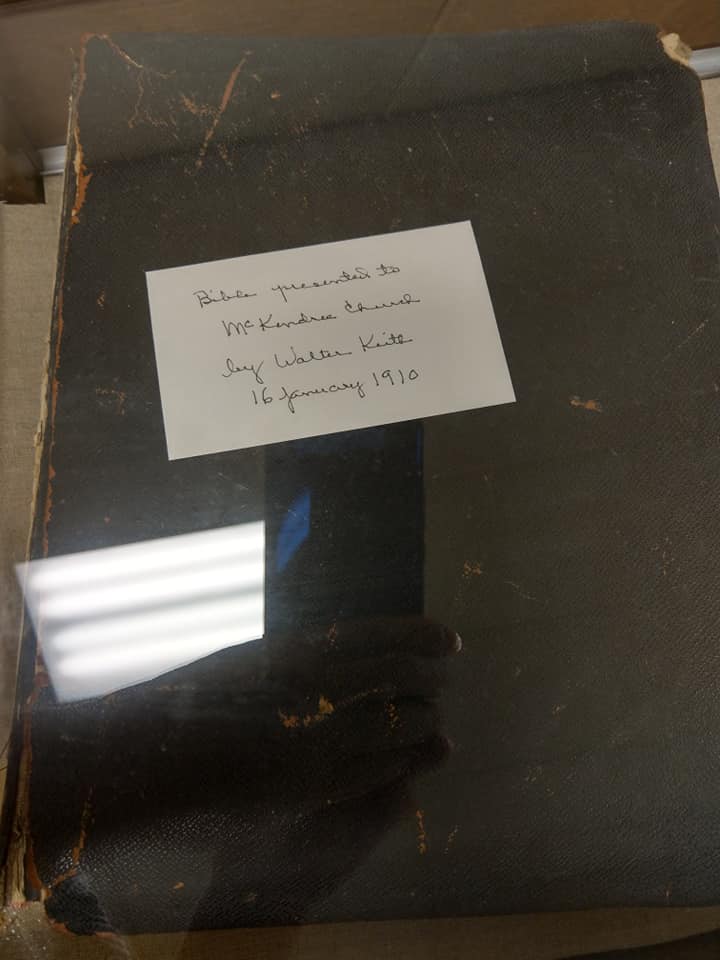 Bible presented to
McKendree Church
by Walter Keith
16 January 1910